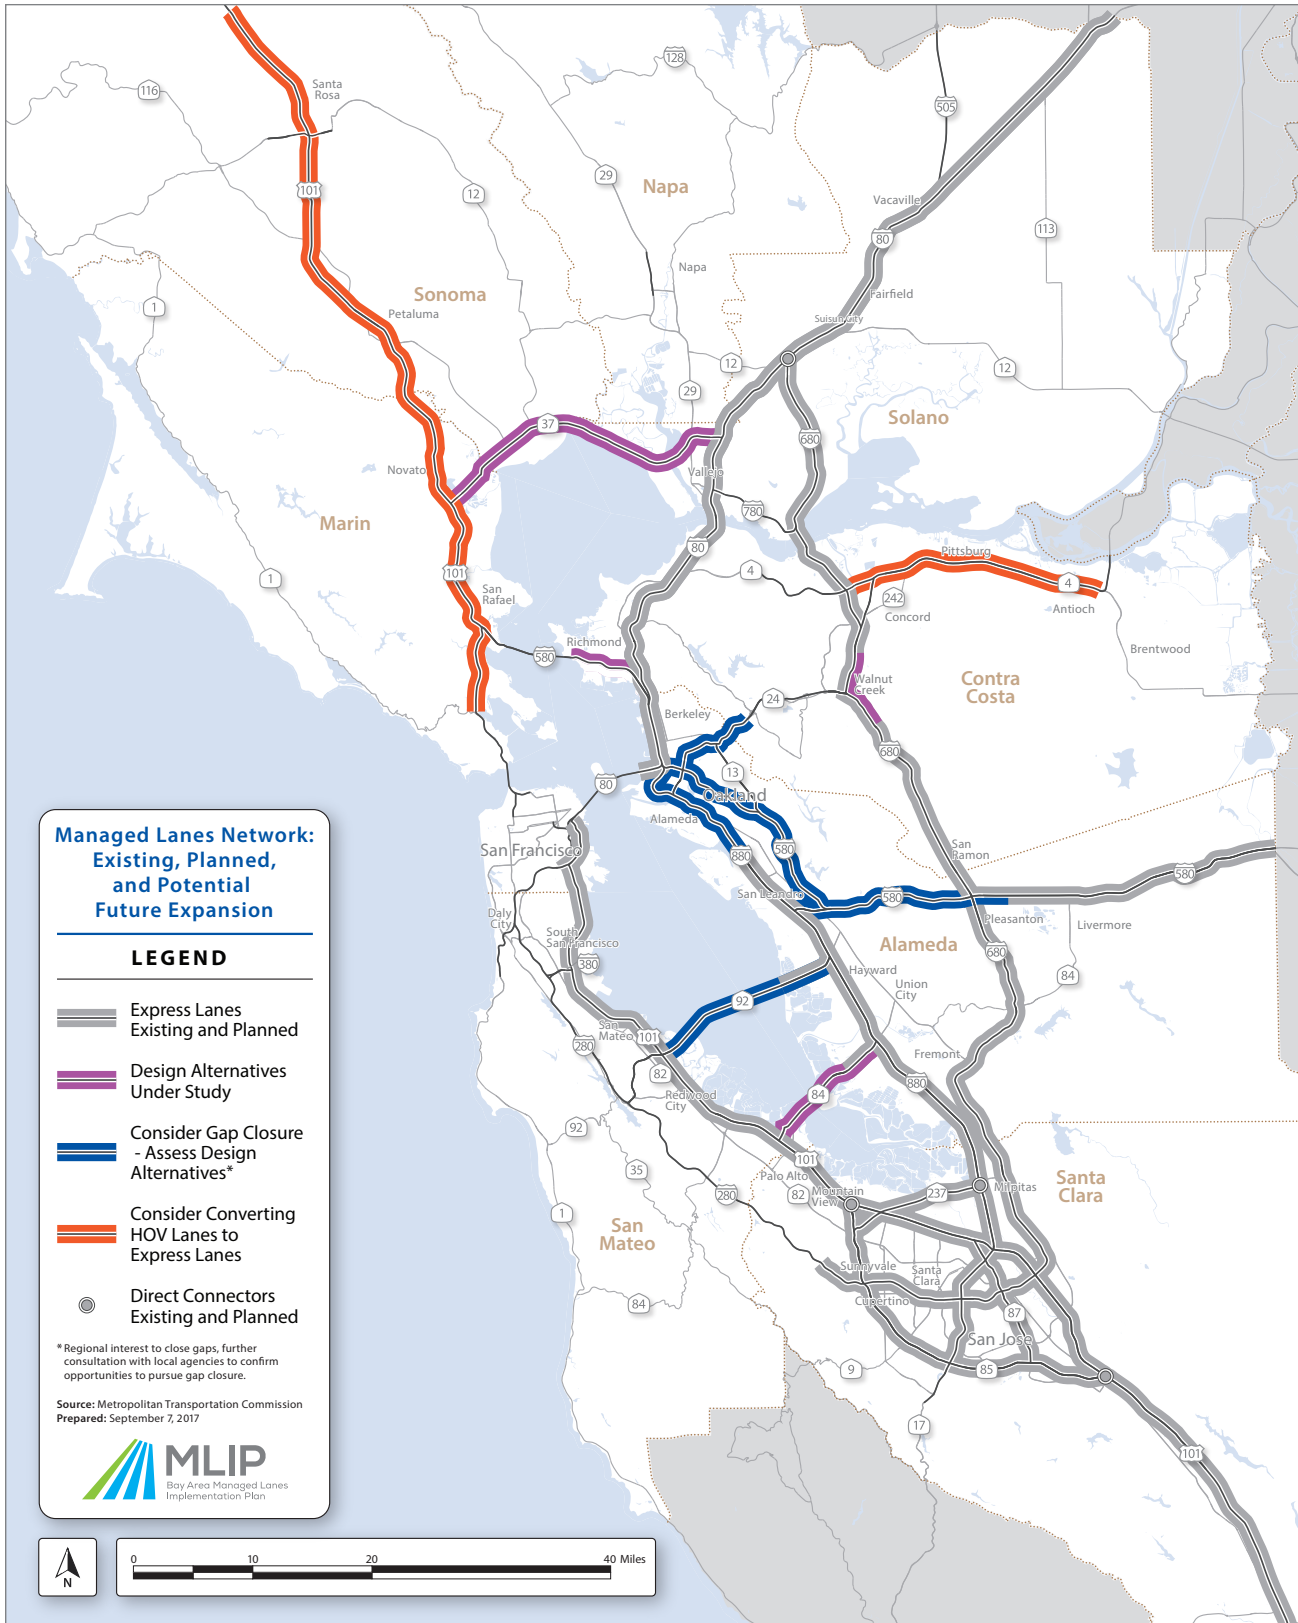 128
116
Santa
Rosa
505
29
Napa
101
12
Vacaville
113
80
Napa
Sonoma
Fairfield
1
Petaluma
Suisun City
12
12
29
Solano
37
680
Novato
Vallejo
780
Marin
80
Pittsburg
101
4
4
1
San
Rafael
242
Antioch
Concord
Richmond
580
Brentwood
Walnut
Creek
Contra
Costa
24
Berkeley
680
13
80
Oakland
Alameda
San Francisco
880
580
San
Ramon
580
San Leandro
580
Daly
City
Pleasanton
Livermore
South
San Francisco
Alameda
680
380
Hayward
84
Union
City
92
San
Mateo
101
280
Fremont
82
880
Redwood
City
84
92
101
35
Palo Alto
82
Mountain
View
237
Milpitas
Santa
Clara
280
1
San
Mateo
Sunnyvale
Santa
Clara
Cupertino
84
87
San Jose
9
85
17
101
Managed Lanes Network:
Existing, Planned,
and Potential
Future Expansion
LEGEND
Express Lanes
Existing and Planned
Design Alternatives
Under Study
Consider Gap Closure
- Assess Design
Alternatives*
Consider Converting
HOV Lanes to
Express Lanes
Direct Connectors
Existing and Planned
* Regional interest to close gaps, further
consultation with local agencies to confirm
opportunities to pursue gap closure.
Source: Metropolitan Transportation Commission
Prepared: September 7, 2017
MLIP
Bay Area Managed Lanes
Implementation Plan
N
0 10 20 40 Miles